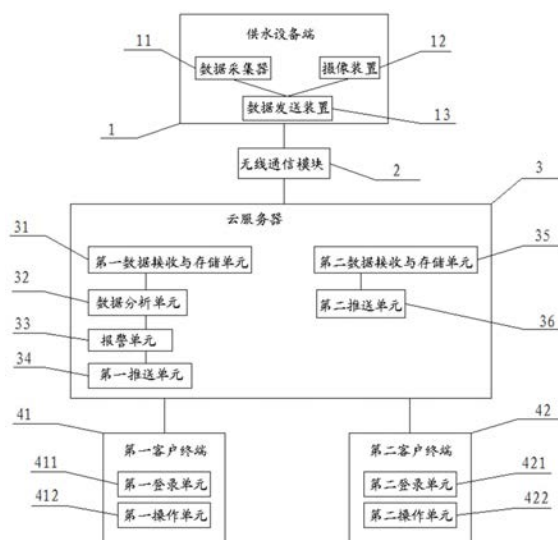 供水设备端
11
12
数据采集器
摄像装置
数据发送装置
1
13
无线通信模块
2
3
云服务器
31
35
第一数据接收与存储单元
第二数据接收与存储单元
32
数据分析单元
第二推送单元
33
36
报警单元
34
第一推送单元
41
42
第一客户终端
第二客户终端
411
421
第一登录单元
第二登录单元
412
422
第一操作单元
第二操作单元